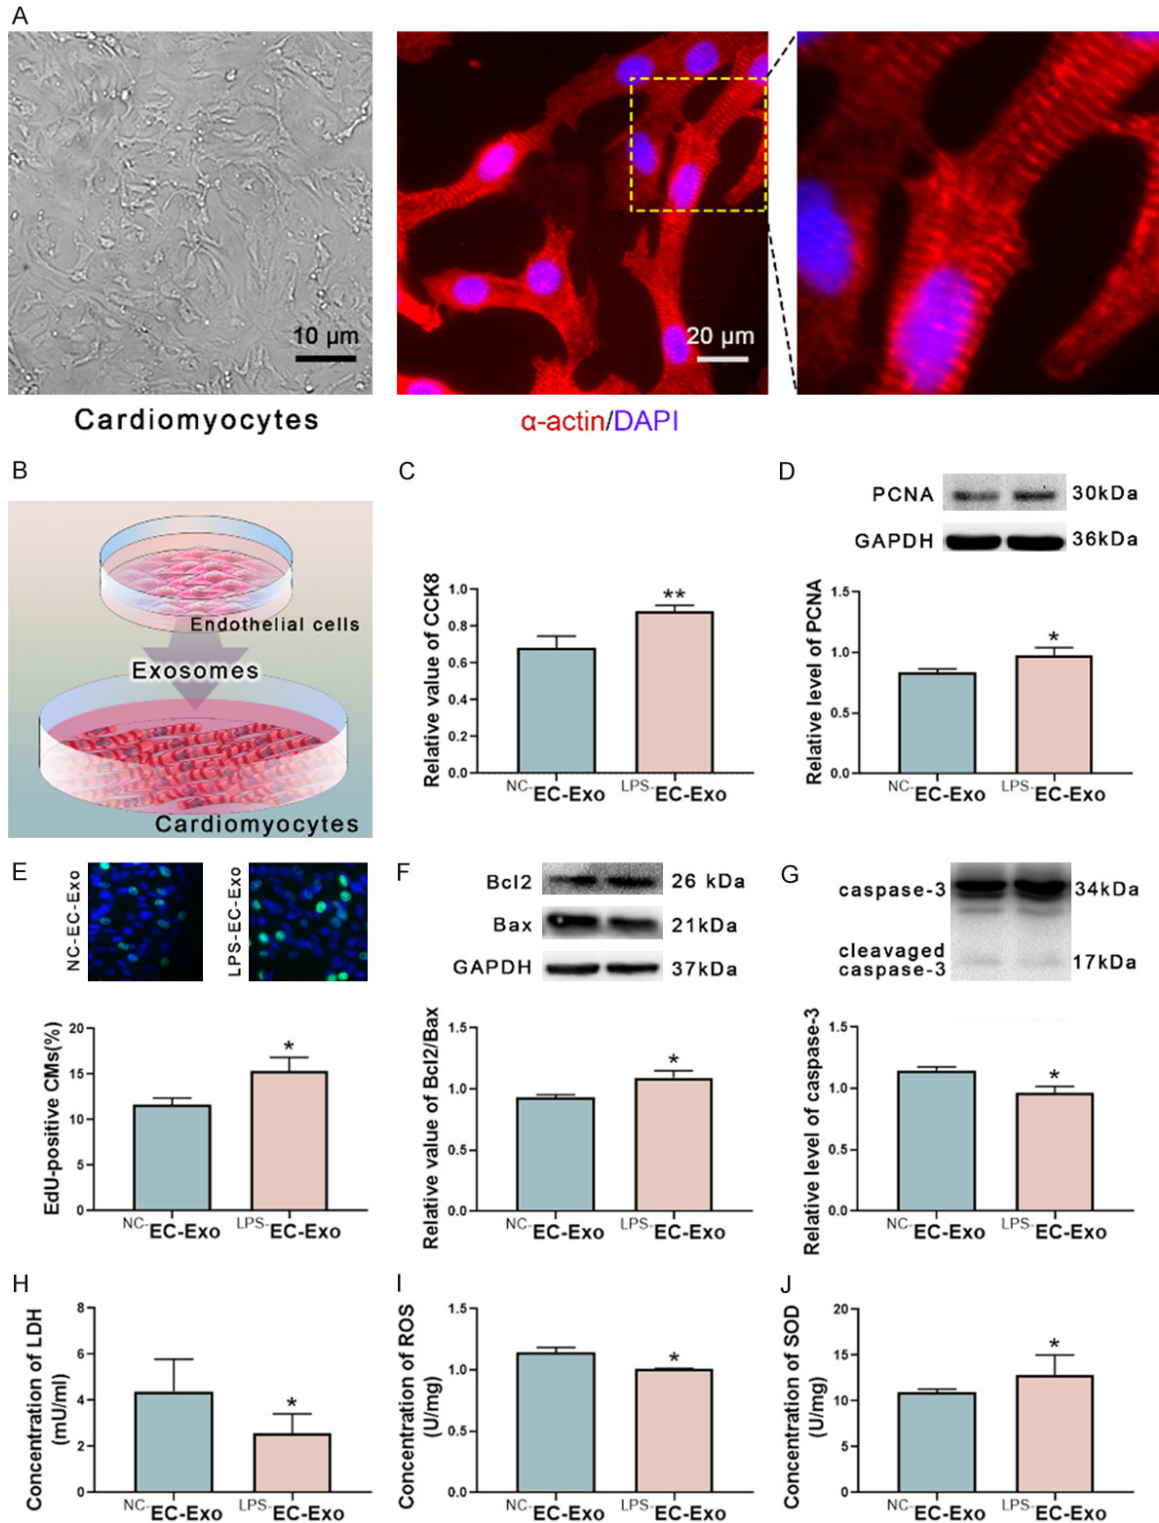 A
10 μm
20 μm
Cardiomyocytes
α-actin/DAPI
B
Endothelial cells
Exosomes
Cardiomyocytes
C
Relative value of CCK8
1.0
0.8
0.6
0.4
0.2
0.0
**
NC-EC-Exo
LPS-EC-Exo
D
PCNA
30kDa
GAPDH
36kDa
Relative level of PCNA
1.5
1.0
0.5
0.0
*
NC-EC-Exo
LPS-EC-Exo
E
NC-EC-Exo
LPS-EC-Exo
EdU-positive CMs(%)
20
15
10
5
0
*
NC-EC-Exo
LPS-EC-Exo
F
Bcl2
26 kDa
Bax
21kDa
GAPDH
37kDa
Relative value of Bcl2/Bax
1.5
1.0
0.5
0.0
*
NC-EC-Exo
LPS-EC-Exo
G
caspase-3
34kDa
cleavaged
caspase-3
17kDa
Relative level of caspase-3
1.5
1.0
0.5
0.0
*
NC-EC-Exo
LPS-EC-Exo
H
Concentration of LDH
(mU/ml)
8
6
4
2
0
*
NC-EC-Exo
LPS-EC-Exo
I
Concentration of ROS
(U/mg)
1.5
1.0
0.5
0.0
*
NC-EC-Exo
LPS-EC-Exo
J
Concentration of SOD
(U/mg)
20
15
10
5
0
*
NC-EC-Exo
LPS-EC-Exo